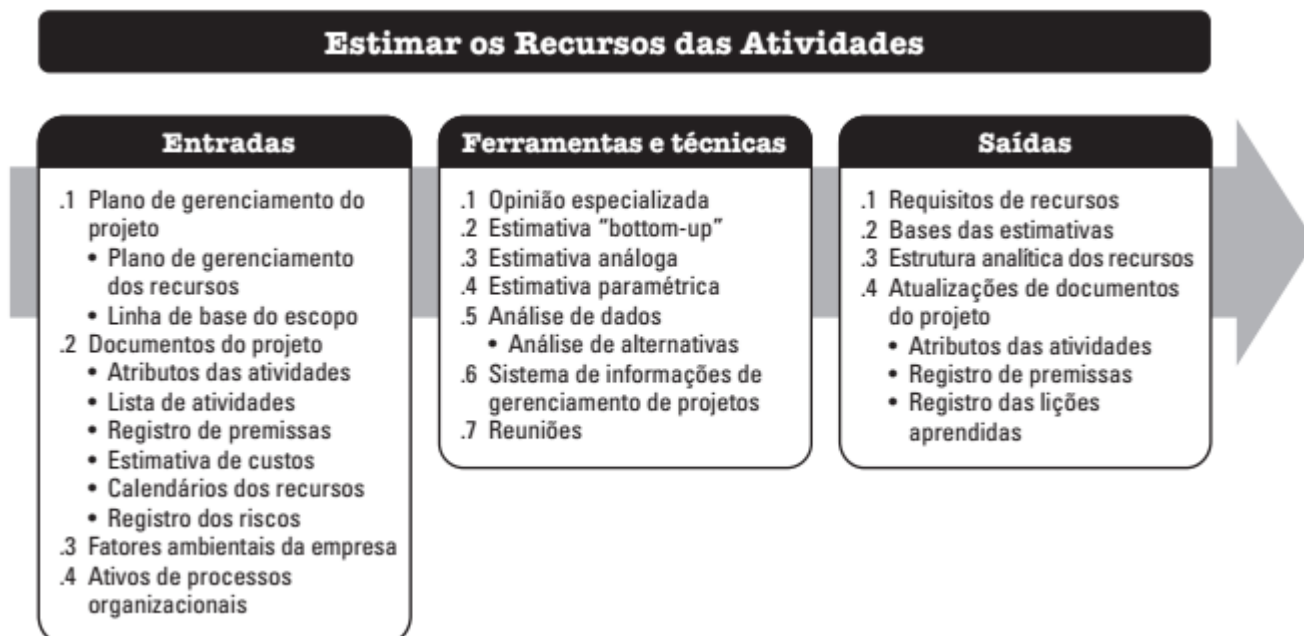 Estimar os Recursos das Atividades
Entradas
.1 Plano de gerenciamento do
projeto
• Plano de gerenciamento
dos recursos
• Linha de base do escopo
.2 Documentos do projeto
• Atributos das atividades
• Lista de atividades
• Registro de premissas
• Estimativa de custos
• Calendários dos recursos
• Registro dos riscos
.3 Fatores ambientais da empresa
.4 Ativos de processos
organizacionais
Ferramentas e técnicas
.1 Opinião especializada
.2 Estimativa “bottom-up”
.3 Estimativa análoga
.4 Estimativa paramétrica
.5 Análise de dados
• Análise de alternativas
.6 Sistema de informações de
gerenciamento de projetos
.7 Reuniões
Saídas
.1 Requisitos de recursos
.2 Bases das estimativas
.3 Estrutura analítica dos recursos
.4 Atualizações de documentos
do projeto
• Atributos das atividades
• Registro de premissas
• Registro das lições
aprendidas